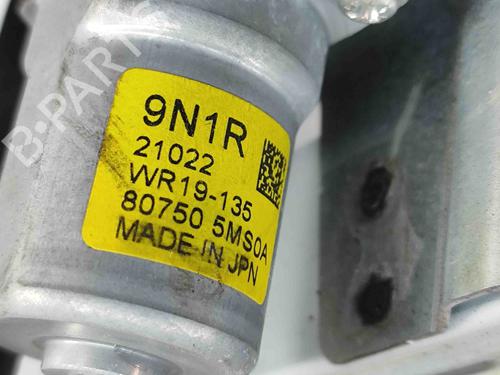 B-PARTS
9N1R
21022
WR19-135
80750 5MS0A
MADE IN JPN